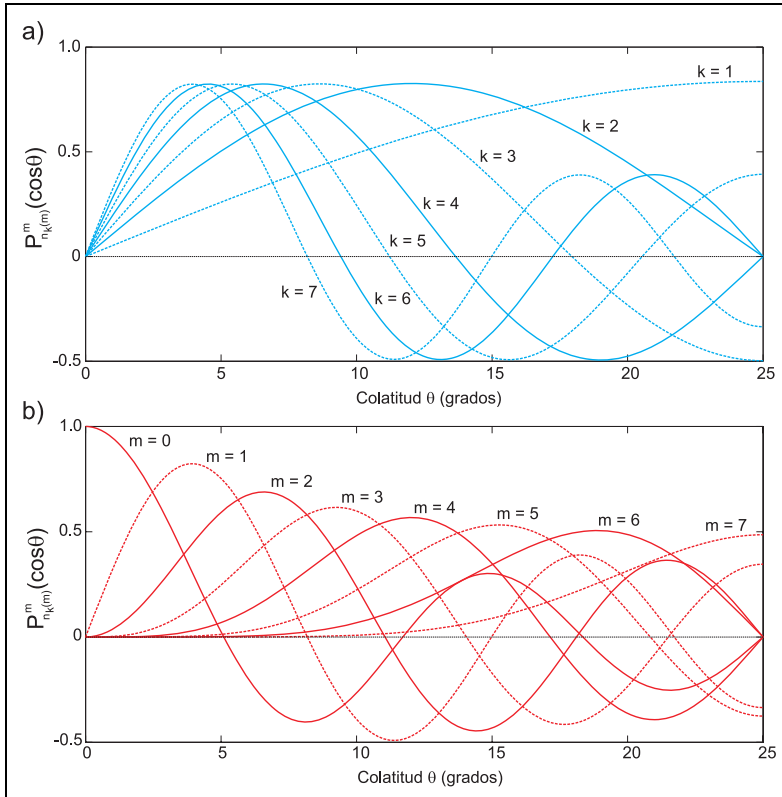 a)
1.0
0.5
0
-0.5
P^m_{n_k(m)}(cosθ)
k = 1
k = 2
k = 3
k = 4
k = 5
k = 6
k = 7
0
5
10
15
20
25
Colatitud θ (grados)
b)
1.0
0.5
0
-0.5
P^m_{n_k(m)}(cosθ)
m = 0
m = 1
m = 2
m = 3
m = 4
m = 5
m = 6
m = 7
0
5
10
15
20
25
Colatitud θ (grados)